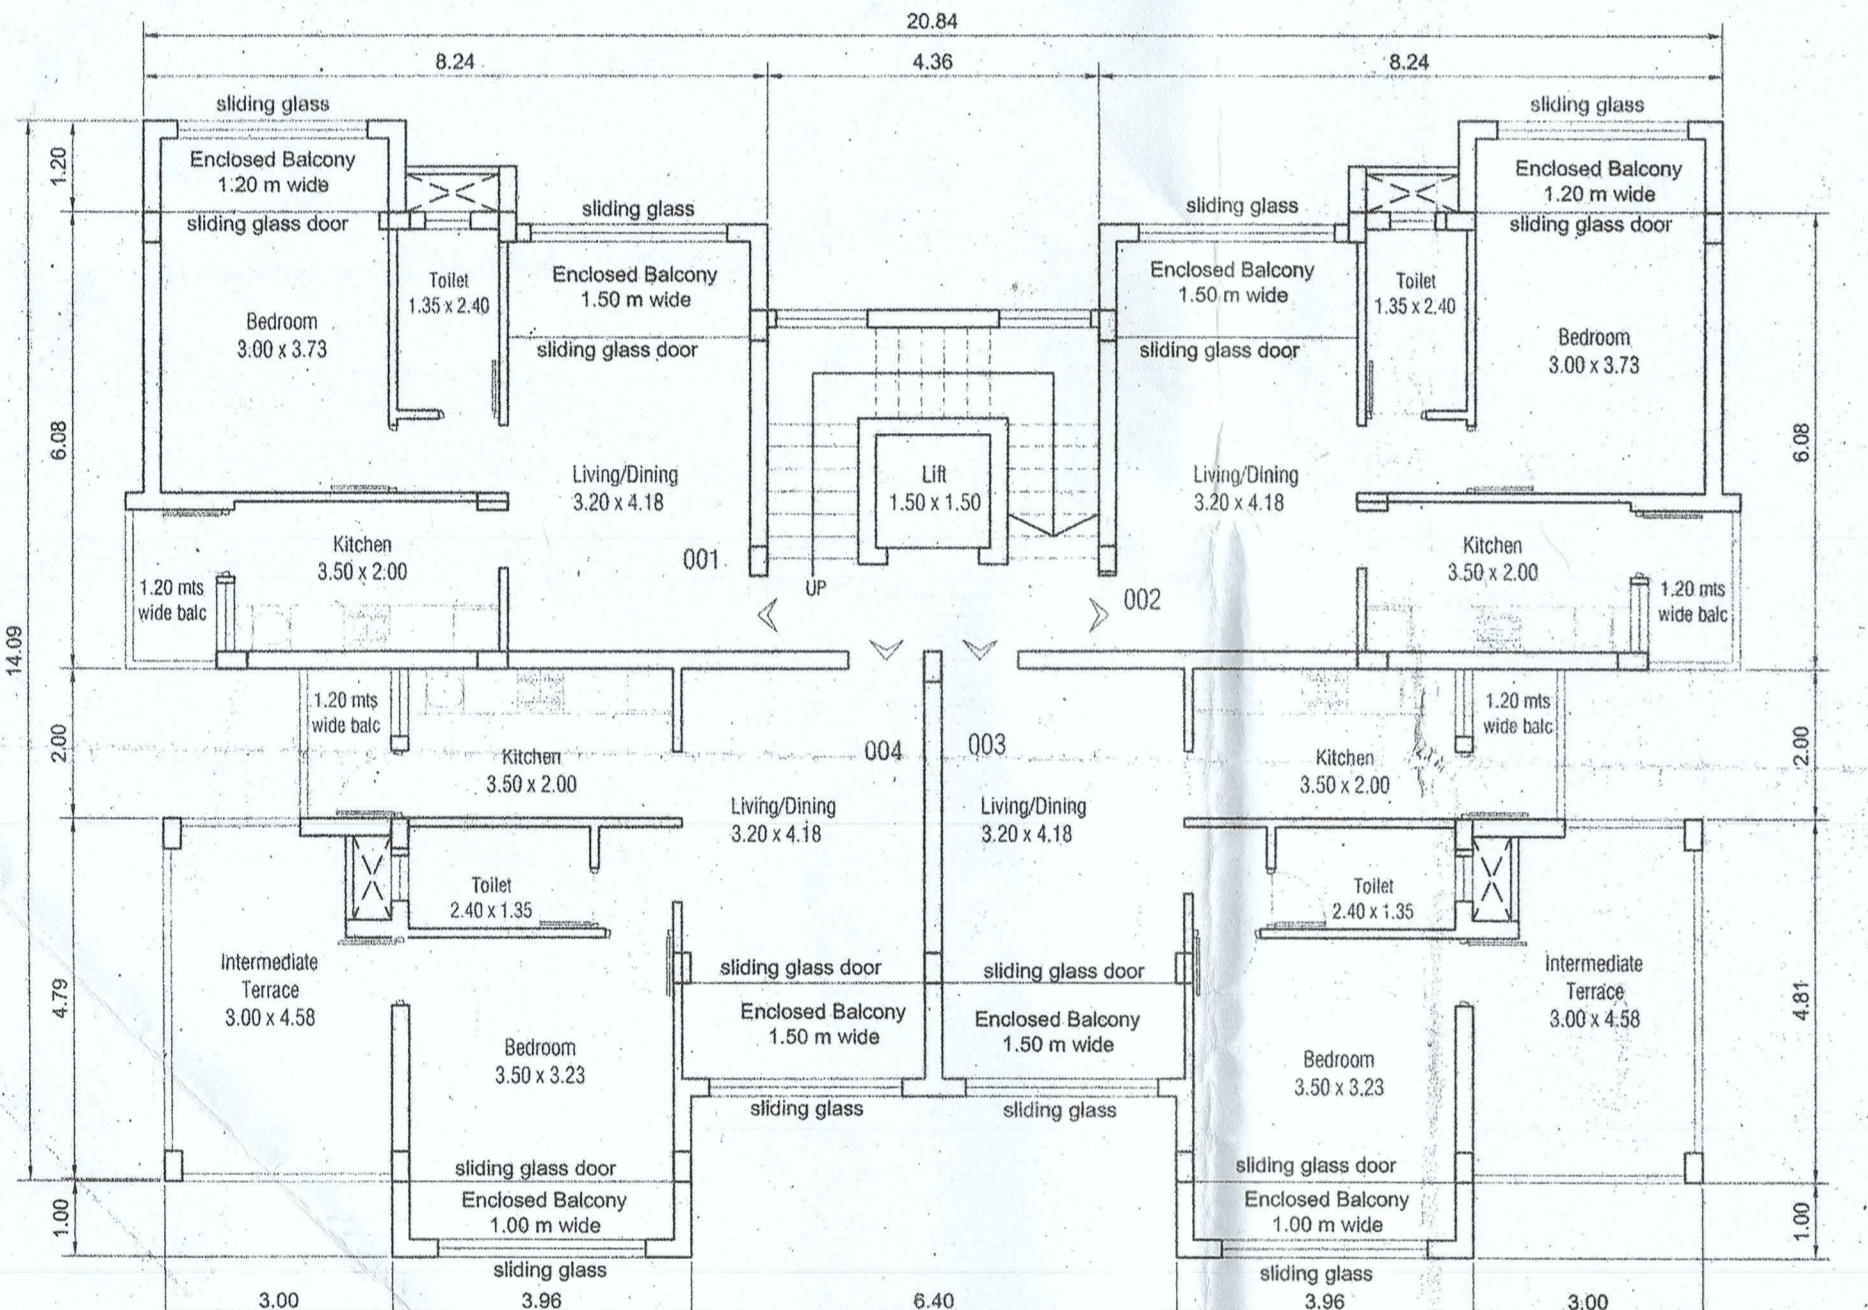 20.84
8.24
4.36
8.24
sliding glass
sliding glass
1.20
Enclosed Balcony
1.20 m wide
Enclosed Balcony
1.20 m wide
sliding glass door
sliding glass
sliding glass
sliding glass door
Toilet
1.35 x 2.40
Enclosed Balcony
1.50 m wide
Enclosed Balcony
1.50 m wide
Toilet
1.35 x 2.40
Bedroom
3.00 x 3.73
sliding glass door
sliding glass door
Bedroom
3.00 x 3.73
6.08
6.08
Living/Dining
3.20 x 4.18
Lift
1.50 x 1.50
Living/Dining
3.20 x 4.18
Kitchen
3.50 x 2.00
001
Kitchen
3.50 x 2.00
1.20 mts
wide balc
UP
002
1.20 mts
wide balc
14.09
1.20 mts
wide balc
1.20 mts
wide balc
2.00
Kitchen
3.50 x 2.00
004
003
Kitchen
3.50 x 2.00
2.00
Living/Dining
3.20 x 4.18
Living/Dining
3.20 x 4.18
Toilet
2.40 x 1.35
Toilet
2.40 x 1.35
4.79
Intermediate
Terrace
3.00 x 4.58
sliding glass door
sliding glass door
Intermediate
Terrace
3.00 x 4.58
4.81
Enclosed Balcony
1.50 m wide
Enclosed Balcony
1.50 m wide
Bedroom
3.50 x 3.23
Bedroom
3.50 x 3.23
sliding glass
sliding glass
sliding glass door
sliding glass door
1.00
Enclosed Balcony
1.00 m wide
Enclosed Balcony
1.00 m wide
1.00
sliding glass
sliding glass
3.00
3.96
6.40
3.96
3.00